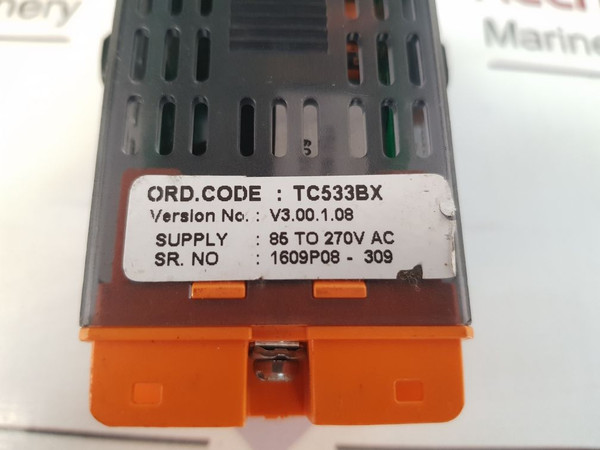 ORD.CODE : TC533BX
Version No. : V3.00.1.08
SUPPLY : 85 TO 270V AC
SR. NO : 1609P08 - 309
Marine